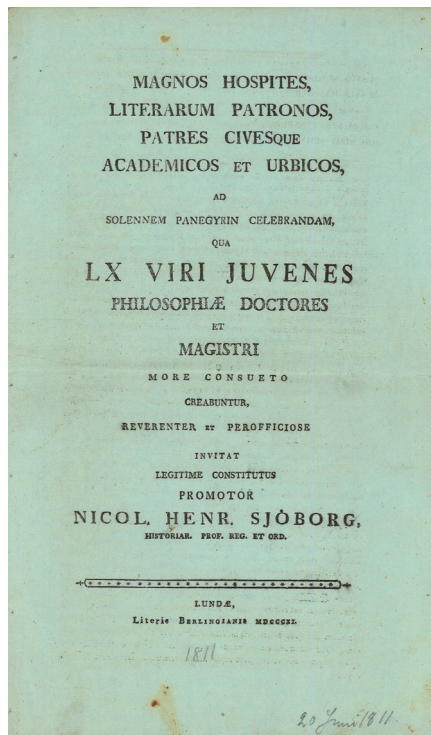 MAGNOS HOSPITES,
LITERARUM PATRONOS,
PATRES CIVESQUE
ACADEMICOS ET URBICOS,
AD
SOLENNEM PANEGYRIN CELEBRANDAM,
QUA
LX VIRI JUVENES
PHILOSOPHIÆ DOCTORES
ET
MAGISTRI
MORE CONSUETO
CREABUNTUR,
REVERENTER ET PEROFFICIOSE
INVITAT
LEGITIME CONSTITUTUS
PROMOTOR
NICOL. HENR. SJÖBORG,
HISTORIAR. PROF. REG. ET ORD.
LUNDÆ,
Literis BERLINGIANIS MDCCCXI.
1811
20 Juni 1811.